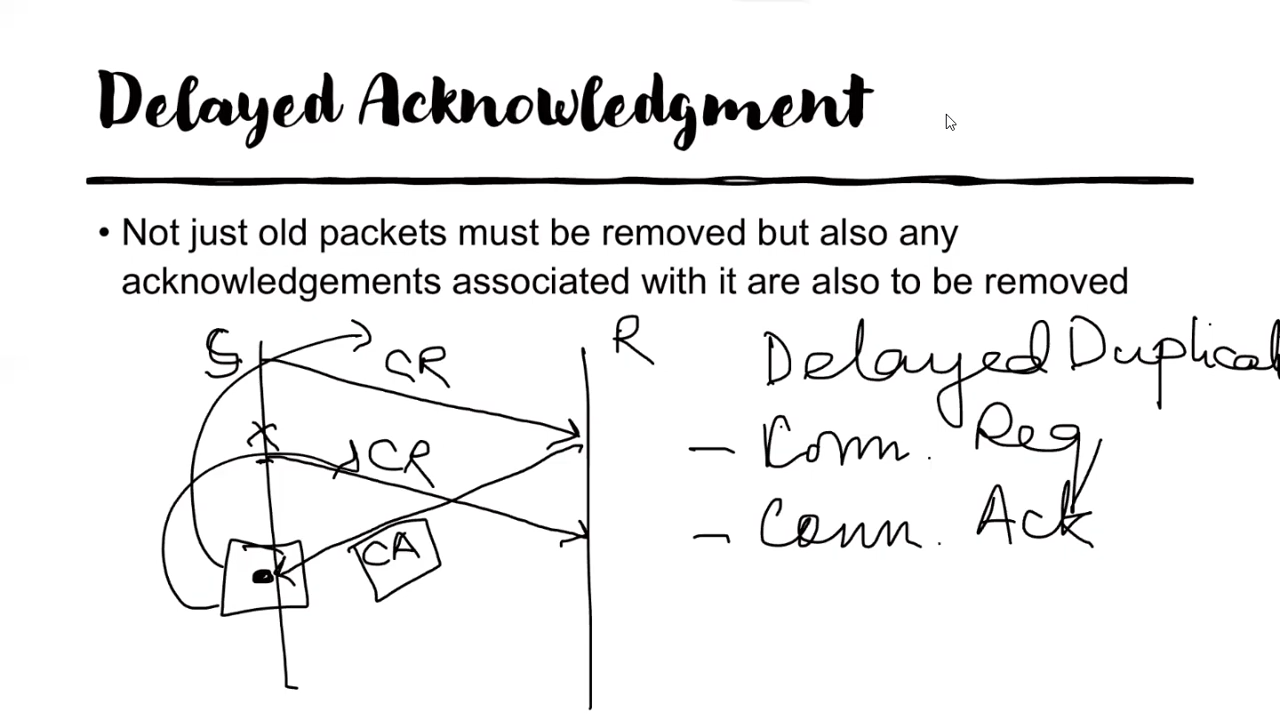 Delayed Acknowledgment
• Not just old packets must be removed but also any
acknowledgements associated with it are also to be removed
S
R
CR
Delayed Duplica
CR
- Conn. Req
CA
- Conn. Ack